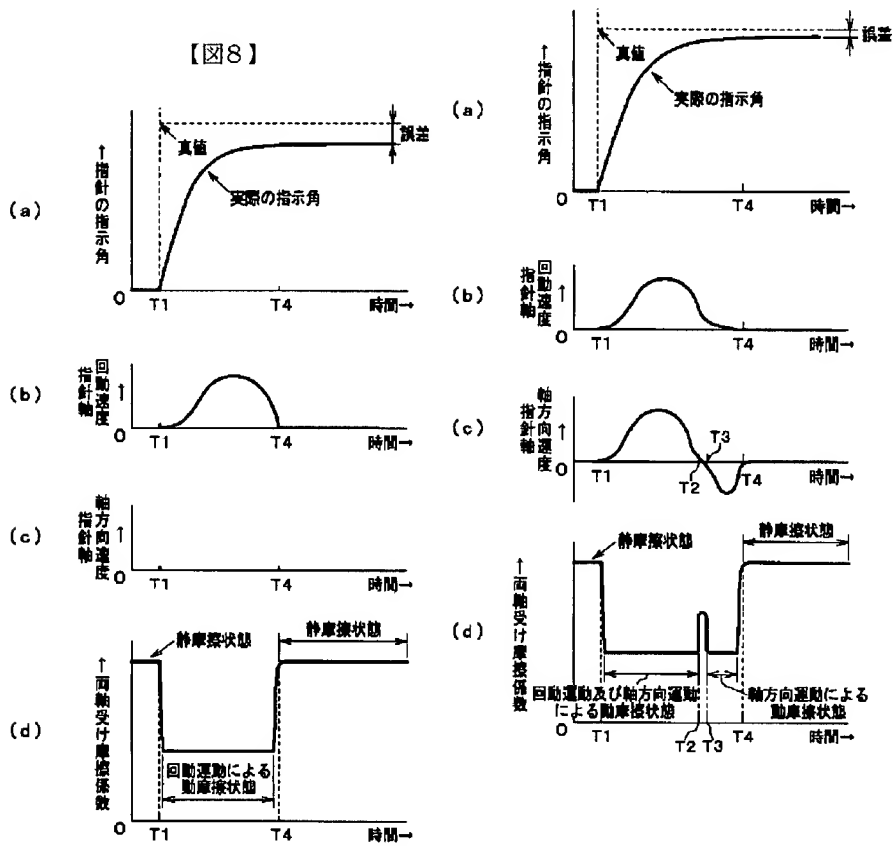 【図8】
(a)
↑指針の指示角
真値
実際の指示角
誤差
0
T1
T4
時間→
(b)
指針軸
回動速度
↑
0
T1
T4
時間→
(c)
指針軸
軸方向速度
↑
0
T1
T4
時間→
(d)
↑両軸受け摩擦係数
静摩擦状態
静摩擦状態
回動運動による
動摩擦状態
0
T1
T4
時間→
(a)
↑指針の指示角
真値
実際の指示角
誤差
0
T1
T4
時間→
(b)
指針軸
回動速度
↑
0
T1
T4
時間→
(c)
指針軸
軸方向速度
↑
0
T1
T2
T3
T4
時間→
(d)
↑両軸受け摩擦係数
静摩擦状態
静摩擦状態
回動運動及び軸方向運動
による動摩擦状態
軸方向運動による
動摩擦状態
0
T1
T2
T3
T4
時間→